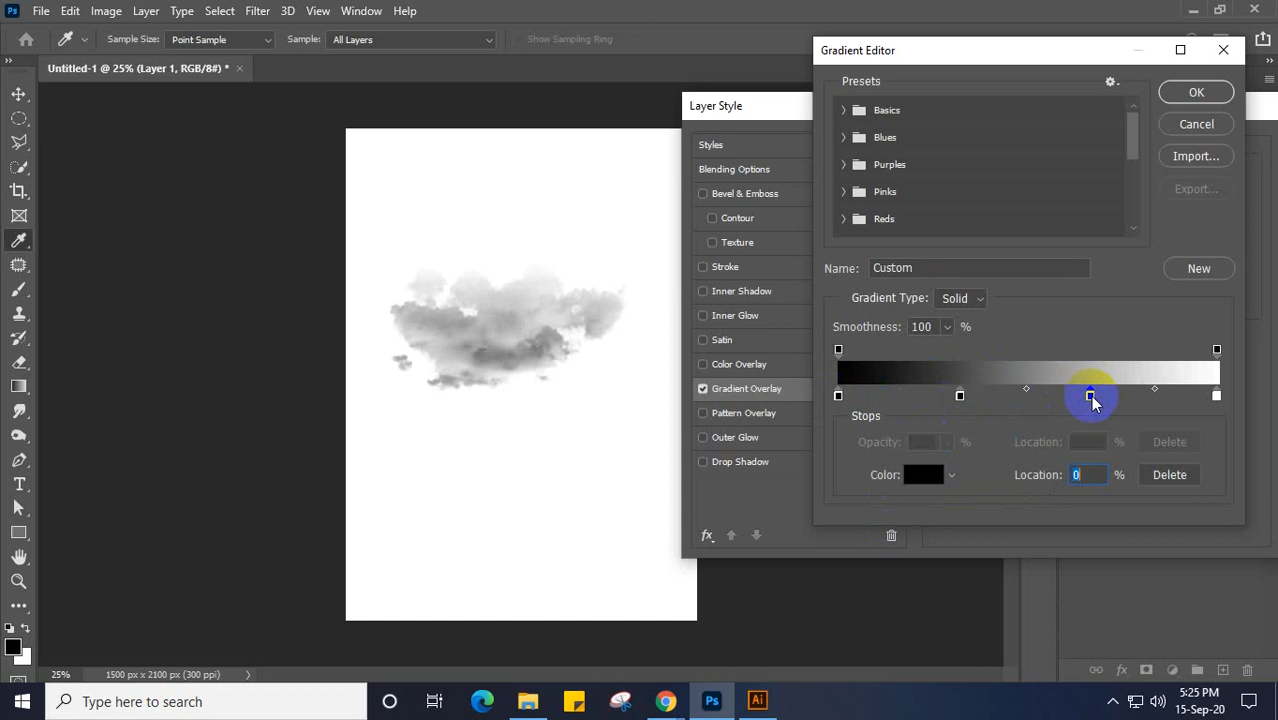 Ps File Edit Image Layer Type Select Filter 3D View Window Help
Sample Size: Point Sample Sample: All Layers Show Sampling Ring
Untitled-1 @ 25% (Layer 1, RGB/8#) * ×
Gradient Editor
Presets
Basics
Blues
Purples
Pinks
Reds
OK
Cancel
Import...
Export...
Name: Custom
New
Gradient Type: Solid
Smoothness: 100 %
Stops
Opacity: % Location: % Delete
Color: Location: 0 % Delete
Layer Style
Styles
Blending Options
Bevel & Emboss
Contour
Texture
Stroke
Inner Shadow
Inner Glow
Satin
Color Overlay
Gradient Overlay
Pattern Overlay
Outer Glow
Drop Shadow
fx
fx
25% 1500 px x 2100 px (300 ppi)
Type here to search
Ps
Ai
5:25 PM
15-Sep-20